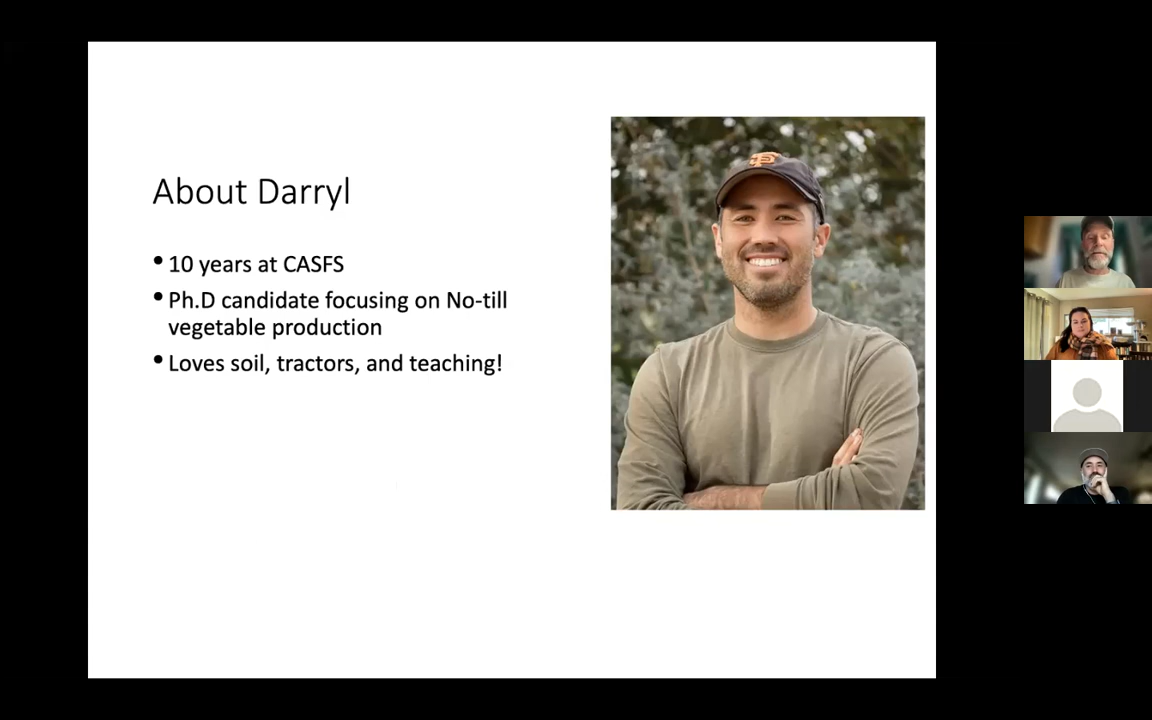 About Darryl
• 10 years at CASFS
• Ph.D candidate focusing on No-till
vegetable production
• Loves soil, tractors, and teaching!
SF